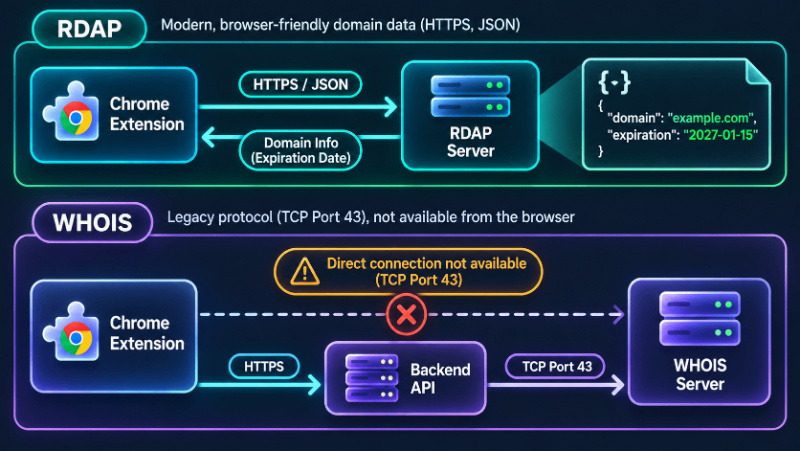 RDAP
Modern, browser-friendly domain data (HTTPS, JSON)
Chrome
Extension
HTTPS / JSON
Domain Info
(Expiration Date)
RDAP
Server
{·}
{
"domain": "example.com",
"expiration": "2027-01-15"
}
WHOIS
Legacy protocol (TCP Port 43), not available from the browser
Direct connection not available
(TCP Port 43)
Chrome
Extension
HTTPS
Backend
API
TCP Port 43
WHOIS
Server